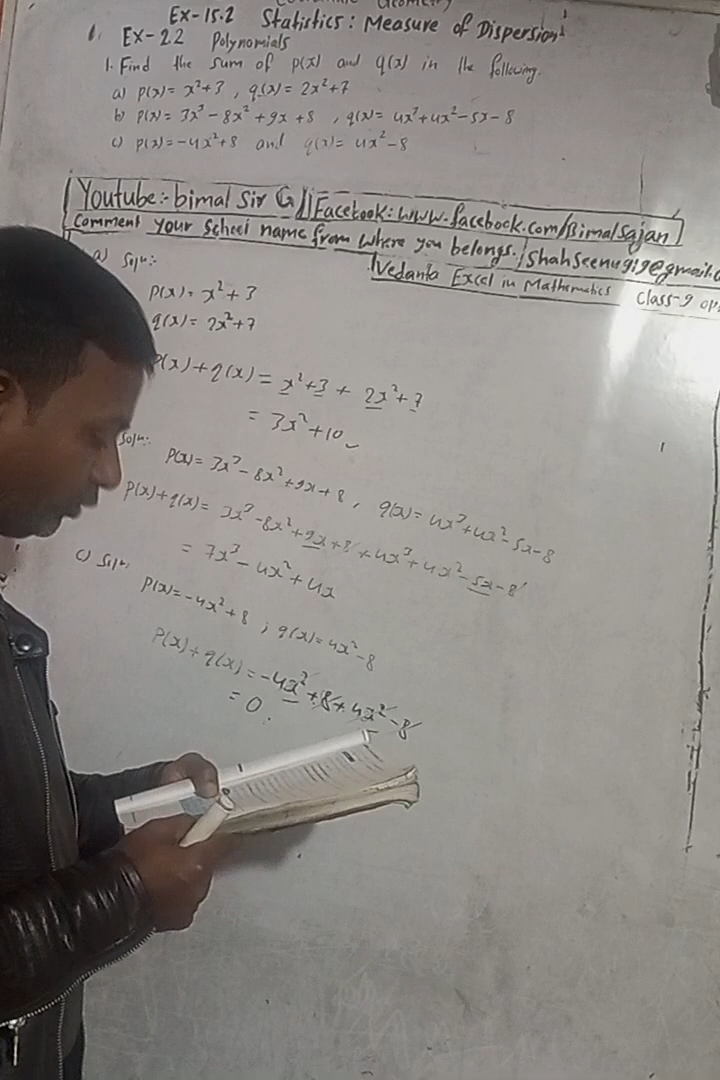 Geometry
Ex-15.2 Statistics: Measure of Dispersion
1. Ex-2.2 Polynomials
1. Find the sum of p(x) and q(x) in the following.
a) p(x) = x²+3, q(x) = 2x²+7
b) p(x) = 3x³ - 8x² + 9x + 8, q(x) = 4x³+4x²-5x-8
c) p(x) = -4x²+8 and q(x) = 4x²-8
Youtube:- bimal Sir G || Facebook: www.facebook.com/Bimalsajan
Comment your School name from where you belongs. | Shahseenu919@gmail.c
Vedanta Excel in Mathematics Class-9 op
a) Solⁿ:-
P(x) = x²+3
q(x) = 2x²+7
P(x)+q(x) = x²+3 + 2x²+7
= 3x²+10
Solⁿ:
P(x) = 3x³-8x²+9x+8, q(x) = 4x³+4x²-5x-8
P(x)+q(x) = 3x³-8x²+9x+8+4x³+4x²-5x-8
= 7x³-4x²+4x
c) Solⁿ:
P(x) = -4x²+8 ; q(x) = 4x²-8
P(x)+q(x) = -4x²+8+4x²-8
= 0